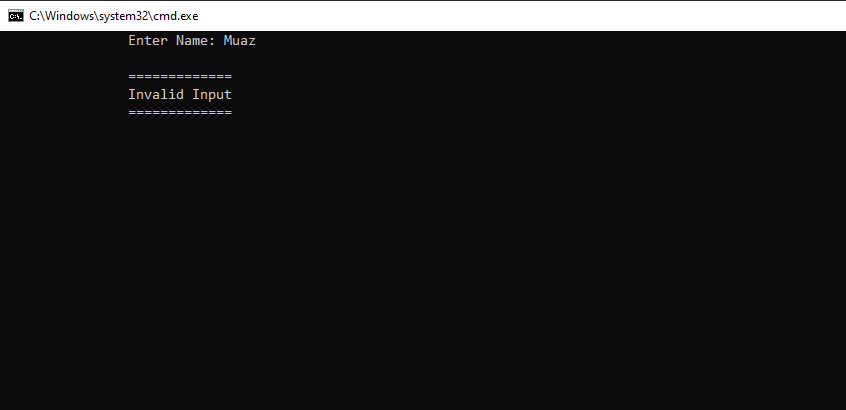 C:\Windows\system32\cmd.exe
Enter Name: Muaz
=============
Invalid Input
=============